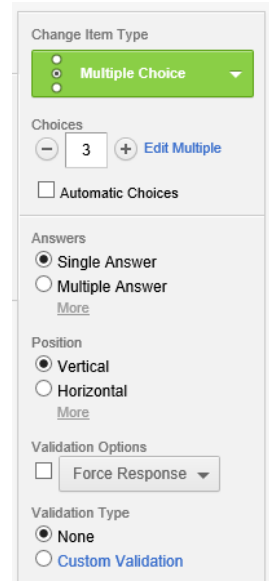 Change Item Type
Multiple Choice
Choices
3 Edit Multiple
Automatic Choices
Answers
Single Answer
Multiple Answer
More
Position
Vertical
Horizontal
More
Validation Options
Force Response
Validation Type
None
Custom Validation